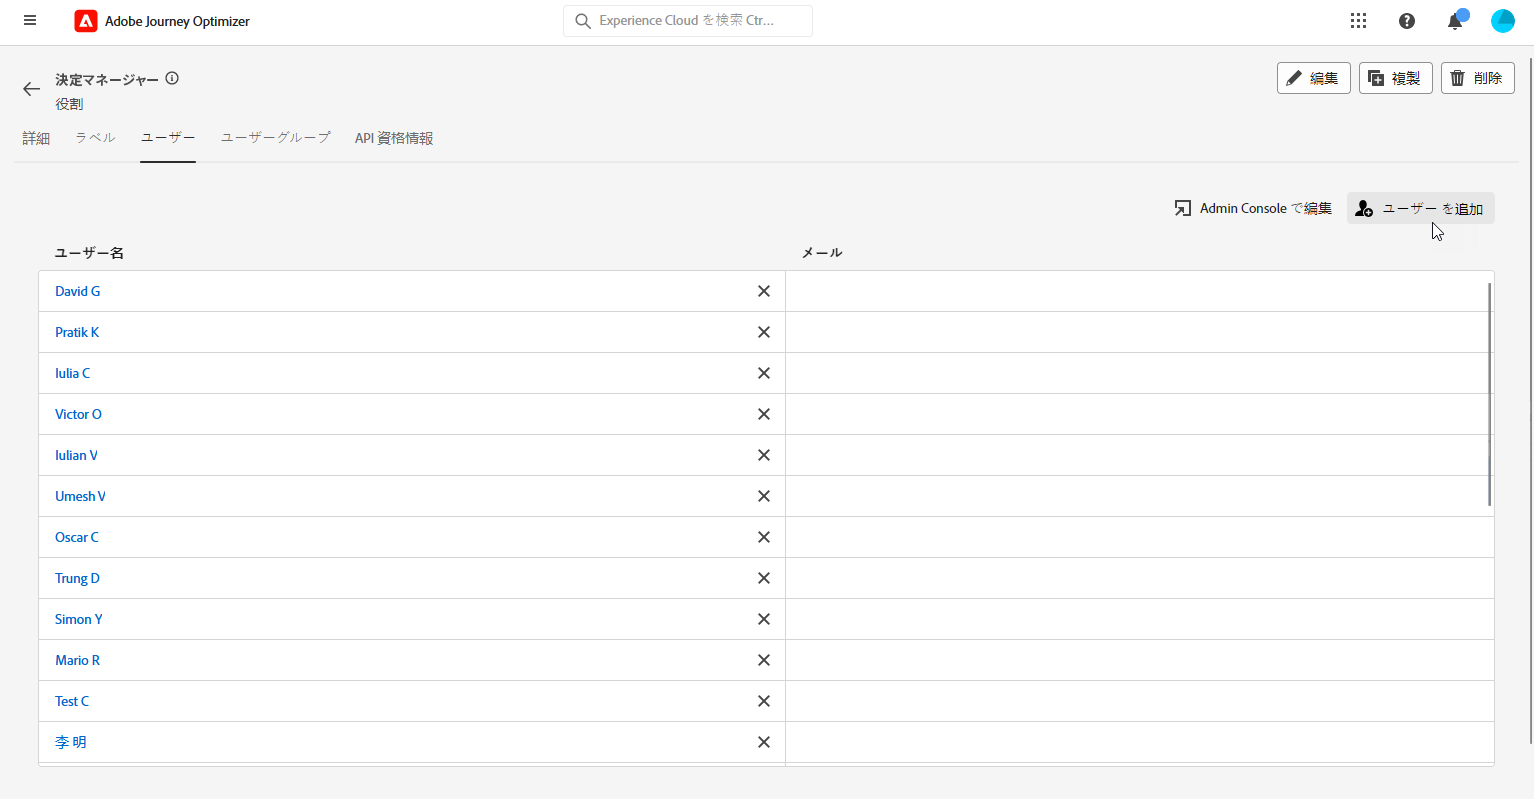 Adobe Journey Optimizer
Experience Cloud を検索 Ctr...
決定マネージャー
役割
編集
複製
削除
詳細
ラベル
ユーザー
ユーザーグループ
API 資格情報
Admin Console で編集
ユーザー を追加
ユーザー名
メール
David G
Pratik K
Iulia C
Victor O
Iulian V
Umesh V
Oscar C
Trung D
Simon Y
Mario R
Test C
李 明